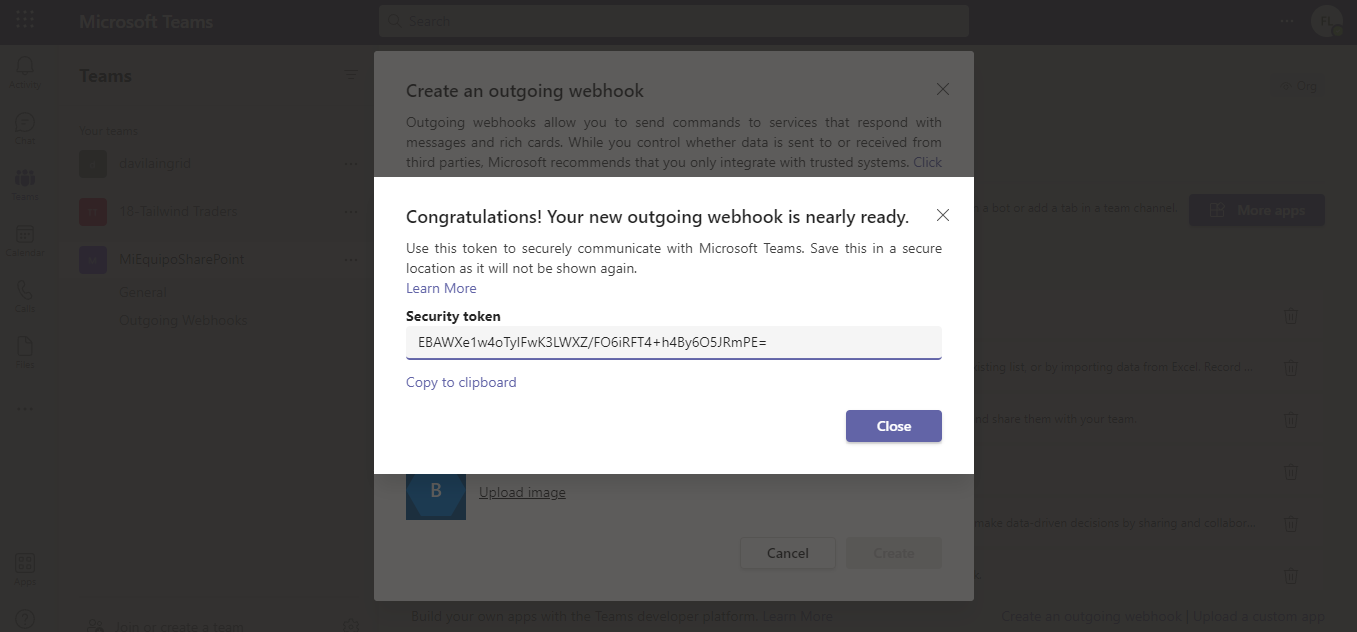 Microsoft Teams
Search
FL
Activity
Chat
Teams
Calendar
Calls
Files
Apps
Teams
Your teams
davilaingrid
48-Tailwind Traders
MiEquipoSharePoint
General
Outgoing Webhooks
Join or create a team
Create an outgoing webhook
Outgoing webhooks allow you to send commands to services that respond with
messages and rich cards. While you control whether data is sent to or received from
third parties, Microsoft recommends that you only integrate with trusted systems. Click
Congratulations! Your new outgoing webhook is nearly ready.
Use this token to securely communicate with Microsoft Teams. Save this in a secure
location as it will not be shown again.
Learn More
Security token
EBAWXe1w4oTyIFwK3LWXZ/FO6iRFT4+h4By6O5JRmPE=
Copy to clipboard
Close
B
Upload image
Cancel
Create
Org
a bot or add a tab in a team channel
More apps
isting list, or by importing data from Excel. Record ...
nd share them with your team.
make data-driven decisions by sharing and collabor...
Build your own apps with the Teams developer platform. Learn More
Create an outgoing webhook | Upload a custom app